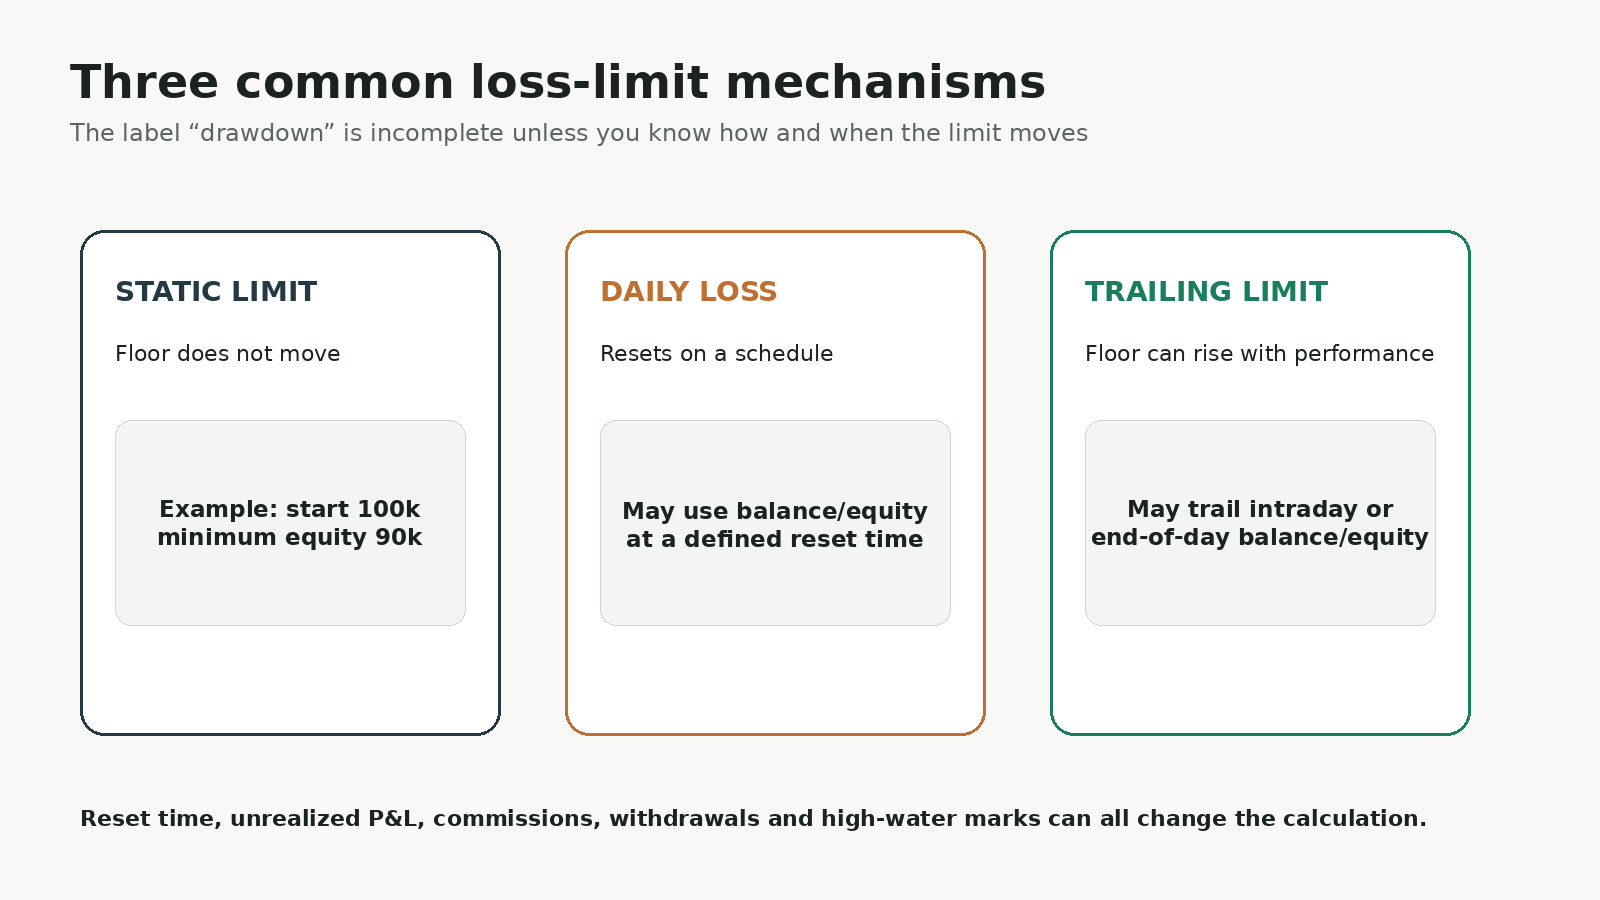 Three common loss-limit mechanisms
The label “drawdown” is incomplete unless you know how and when the limit moves
STATIC LIMIT
Floor does not move
Example: start 100k
minimum equity 90k
DAILY LOSS
Resets on a schedule
May use balance/equity
at a defined reset time
TRAILING LIMIT
Floor can rise with performance
May trail intraday or
end-of-day balance/equity
Reset time, unrealized P&L, commissions, withdrawals and high-water marks can all change the calculation.